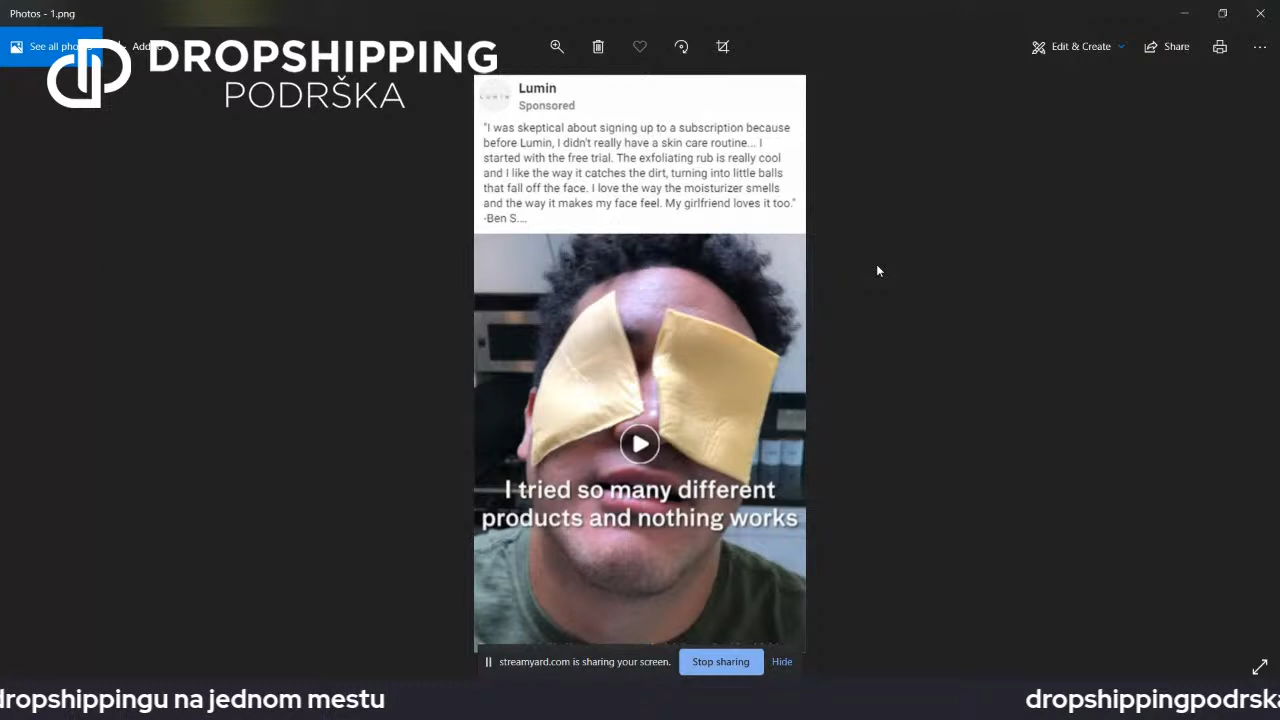 Photos - 1.png
See all
Add
Edit & Create
Share
DROPSHIPPING
PODRŠKA
LUMIN
Lumin
Sponsored
"I was skeptical about signing up to a subscription because
before Lumin, I didn't really have a skin care routine... I
started with the free trial. The exfoliating rub is really cool
and I like the way it catches the dirt, turning into little balls
that fall off the face. I love the way the moisturizer smells
and the way it makes my face feel. My girlfriend loves it too."
-Ben S....
I tried so many different
products and nothing works
streamyard.com is sharing your screen.
Stop sharing
Hide
dropshippingu na jednom mestu
dropshippingpodrška